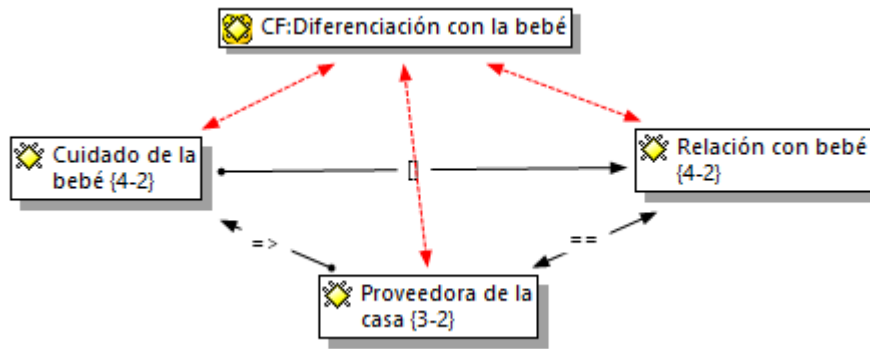 CF:Diferenciación con la bebé
Cuidado de la
bebé {4-2}
Relación con bebé
{4-2}
[]
=>
==
Proveedora de la
casa {3-2}